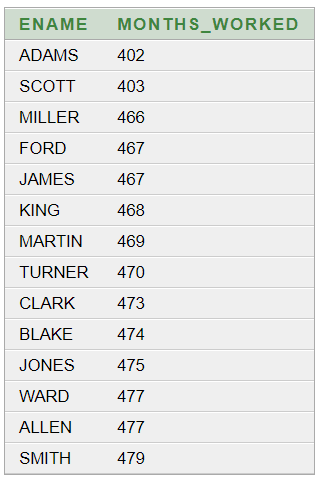 ENAME MONTHS_WORKED
ADAMS 402
SCOTT 403
MILLER 466
FORD 467
JAMES 467
KING 468
MARTIN 469
TURNER 470
CLARK 473
BLAKE 474
JONES 475
WARD 477
ALLEN 477
SMITH 479